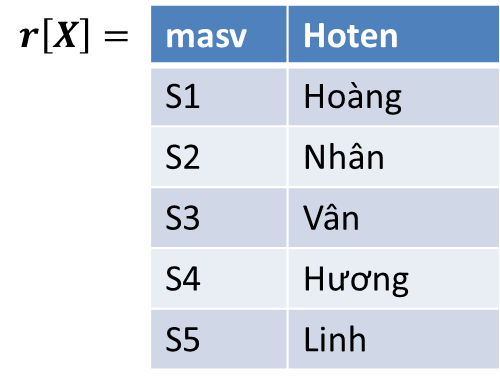 r[X] = masv Hoten
S1 Hoàng
S2 Nhân
S3 Vân
S4 Hương
S5 Linh